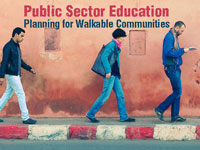 Public Sector Education
Planning for Walkable Communities